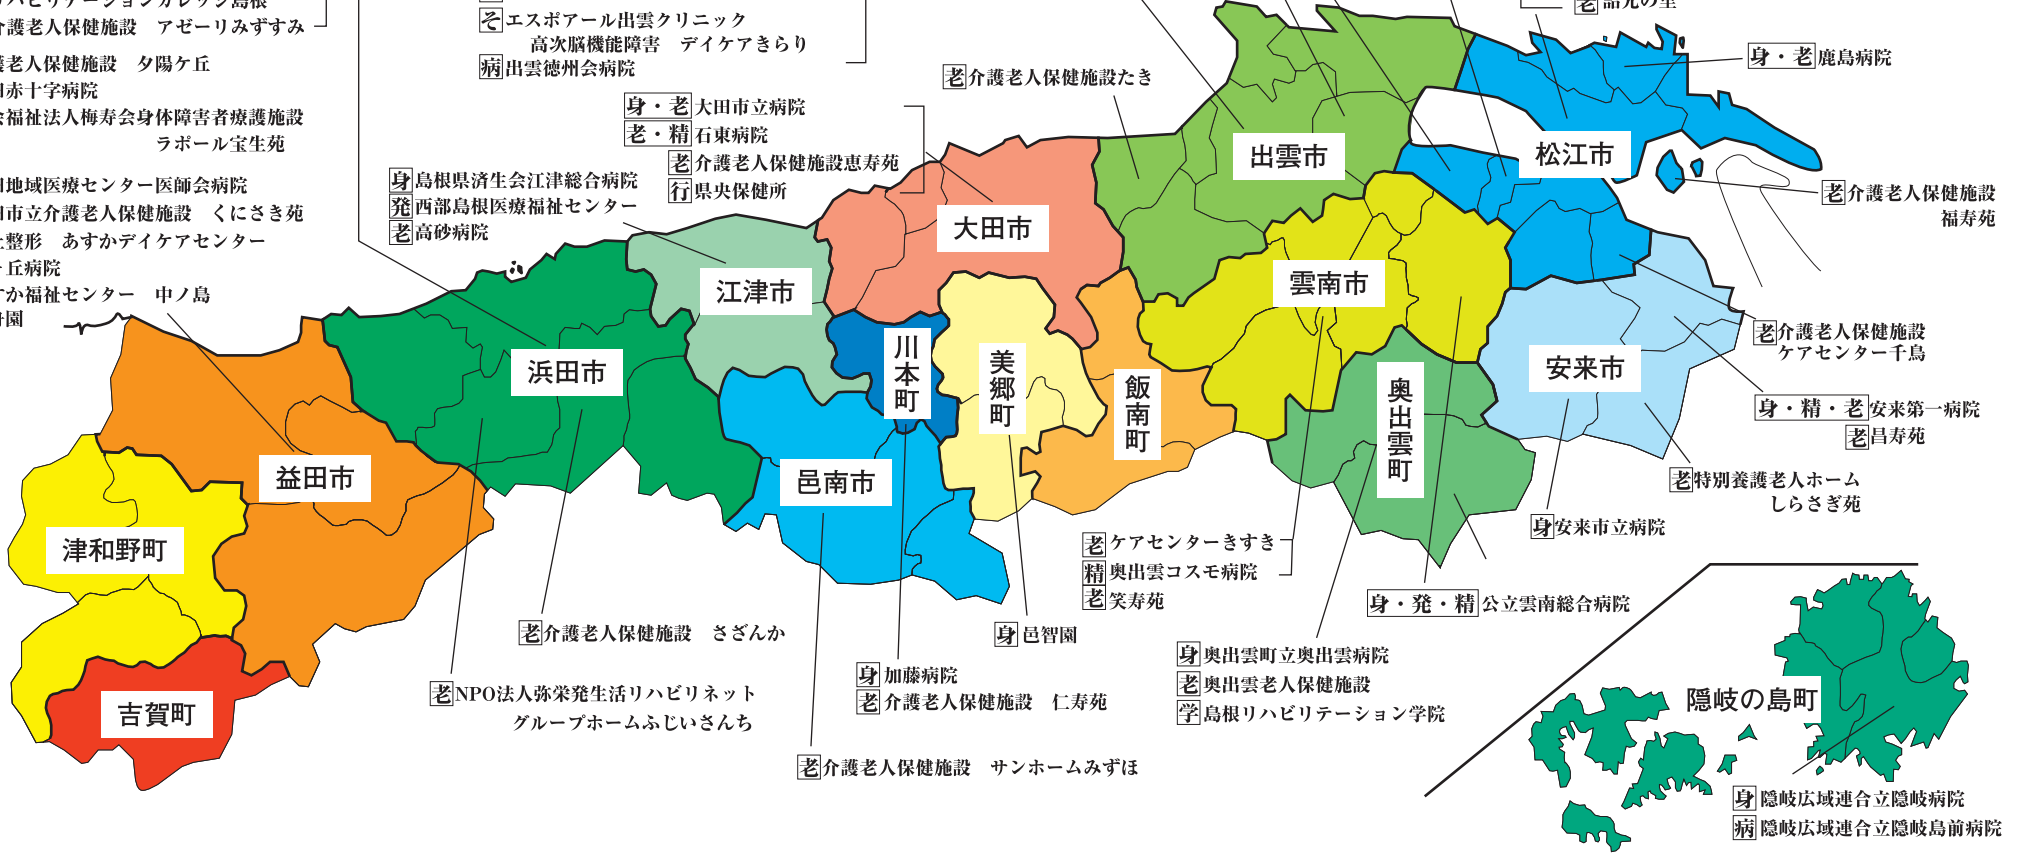 介護老人保健施設　アゼーリみずすみ
護老人保健施設　夕陽ケ丘
赤十字病院
福祉法人梅寿会身体障害者療護施設
ラポール宝生苑
地域医療センター医師会病院
市立介護老人保健施設　くにさき苑
整形　あすかデイケアセンター
丘病院
か福祉センター　中ノ島
園
そ エスポアール出雲クリニック
高次脳機能障害　デイケアきらり
病 出雲徳州会病院
身・老 大田市立病院
老・精 石東病院
老 介護老人保健施設恵寿苑
行 県央保健所
身 島根県済生会江津総合病院
発 西部島根医療福祉センター
老 高砂病院
老 介護老人保健施設たき
身・老 鹿島病院
老 介護老人保健施設
福寿苑
老 介護老人保健施設
ケアセンター千鳥
身・精・老 安来第一病院
老 昌寿苑
老 特別養護老人ホーム
しらさぎ苑
身 安来市立病院
出雲市
松江市
大田市
雲南市
江津市
安来市
川本町
美郷町
飯南町
奥出雲町
浜田市
邑南市
益田市
津和野町
吉賀町
隠岐の島町
老 ケアセンターきすき
精 奥出雲コスモ病院
老 笑寿苑
身・発・精 公立雲南総合病院
身 邑智園
身 奥出雲町立奥出雲病院
老 奥出雲老人保健施設
学 島根リハビリテーション学院
老 介護老人保健施設　さざんか
老 NPO法人弥栄発生活リハビリネット
グループホームふじいさんち
身 加藤病院
老 介護老人保健施設　仁寿苑
老 介護老人保健施設　サンホームみずほ
身 隠岐広域連合立隠岐病院
病 隠岐広域連合立隠岐島前病院